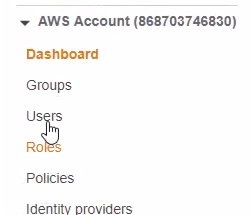 AWS Account (868703746830)
Dashboard
Groups
Users
Roles
Policies
Identity providers